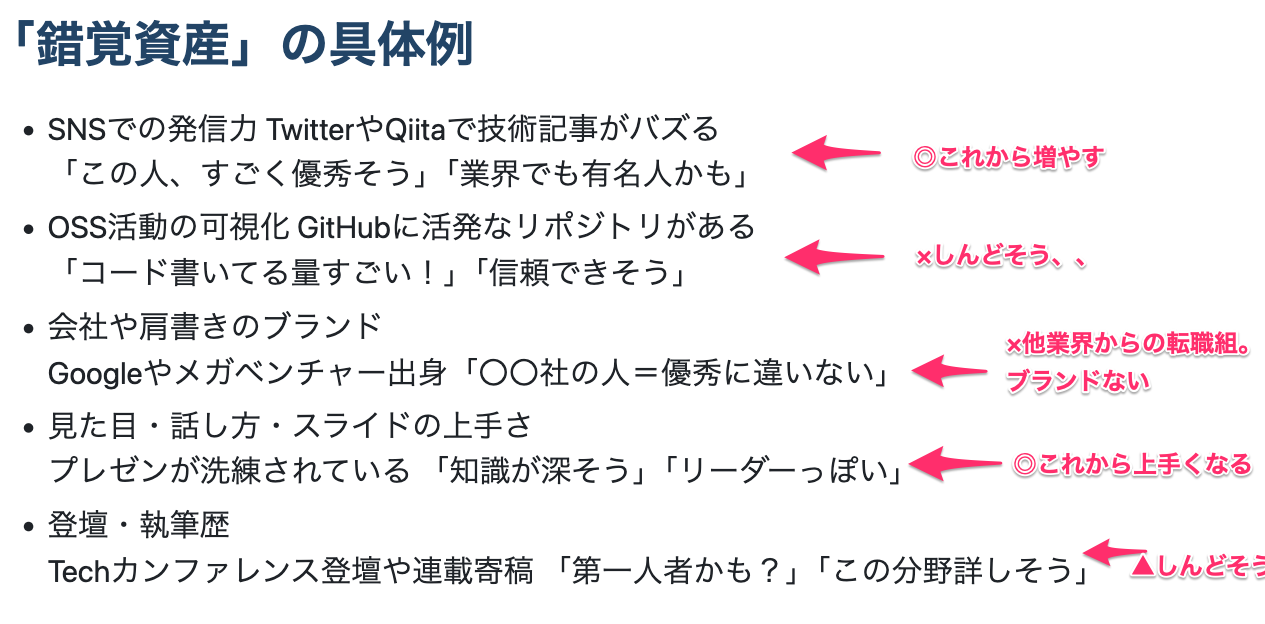 「錯覚資産」の具体例
• SNSでの発信力 TwitterやQiitaで技術記事がバズる
「この人、すごく優秀そう」「業界でも有名人かも」
◎これから増やす
• OSS活動の可視化 GitHubに活発なリポジトリがある
「コード書いてる量すごい！」「信頼できそう」
×しんどそう、、
• 会社や肩書きのブランド
Googleやメガベンチャー出身「〇〇社の人＝優秀に違いない」
×他業界からの転職組。
ブランドない
• 見た目・話し方・スライドの上手さ
プレゼンが洗練されている 「知識が深そう」「リーダーっぽい」
◎これから上手くなる
• 登壇・執筆歴
Techカンファレンス登壇や連載寄稿 「第一人者かも？」「この分野詳しそう」
▲しんどそう